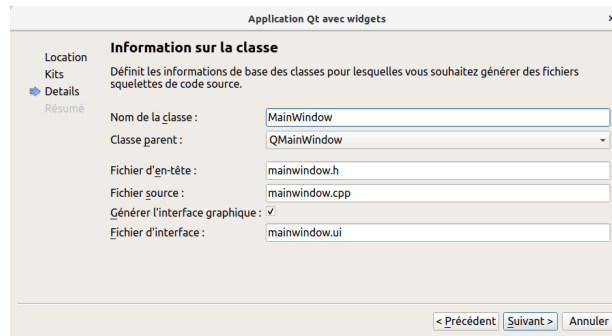 Application Qt avec widgets
Location
Kits
Details
Résumé
Information sur la classe
Définit les informations de base des classes pour lesquelles vous souhaitez générer des fichiers
squelettes de code source.
Nom de la classe : MainWindow
Classe parent : QMainWindow
Fichier d'en-tête : mainwindow.h
Fichier source : mainwindow.cpp
Générer l'interface graphique :
Fichier d'interface : mainwindow.ui
< Précédent Suivant > Annuler